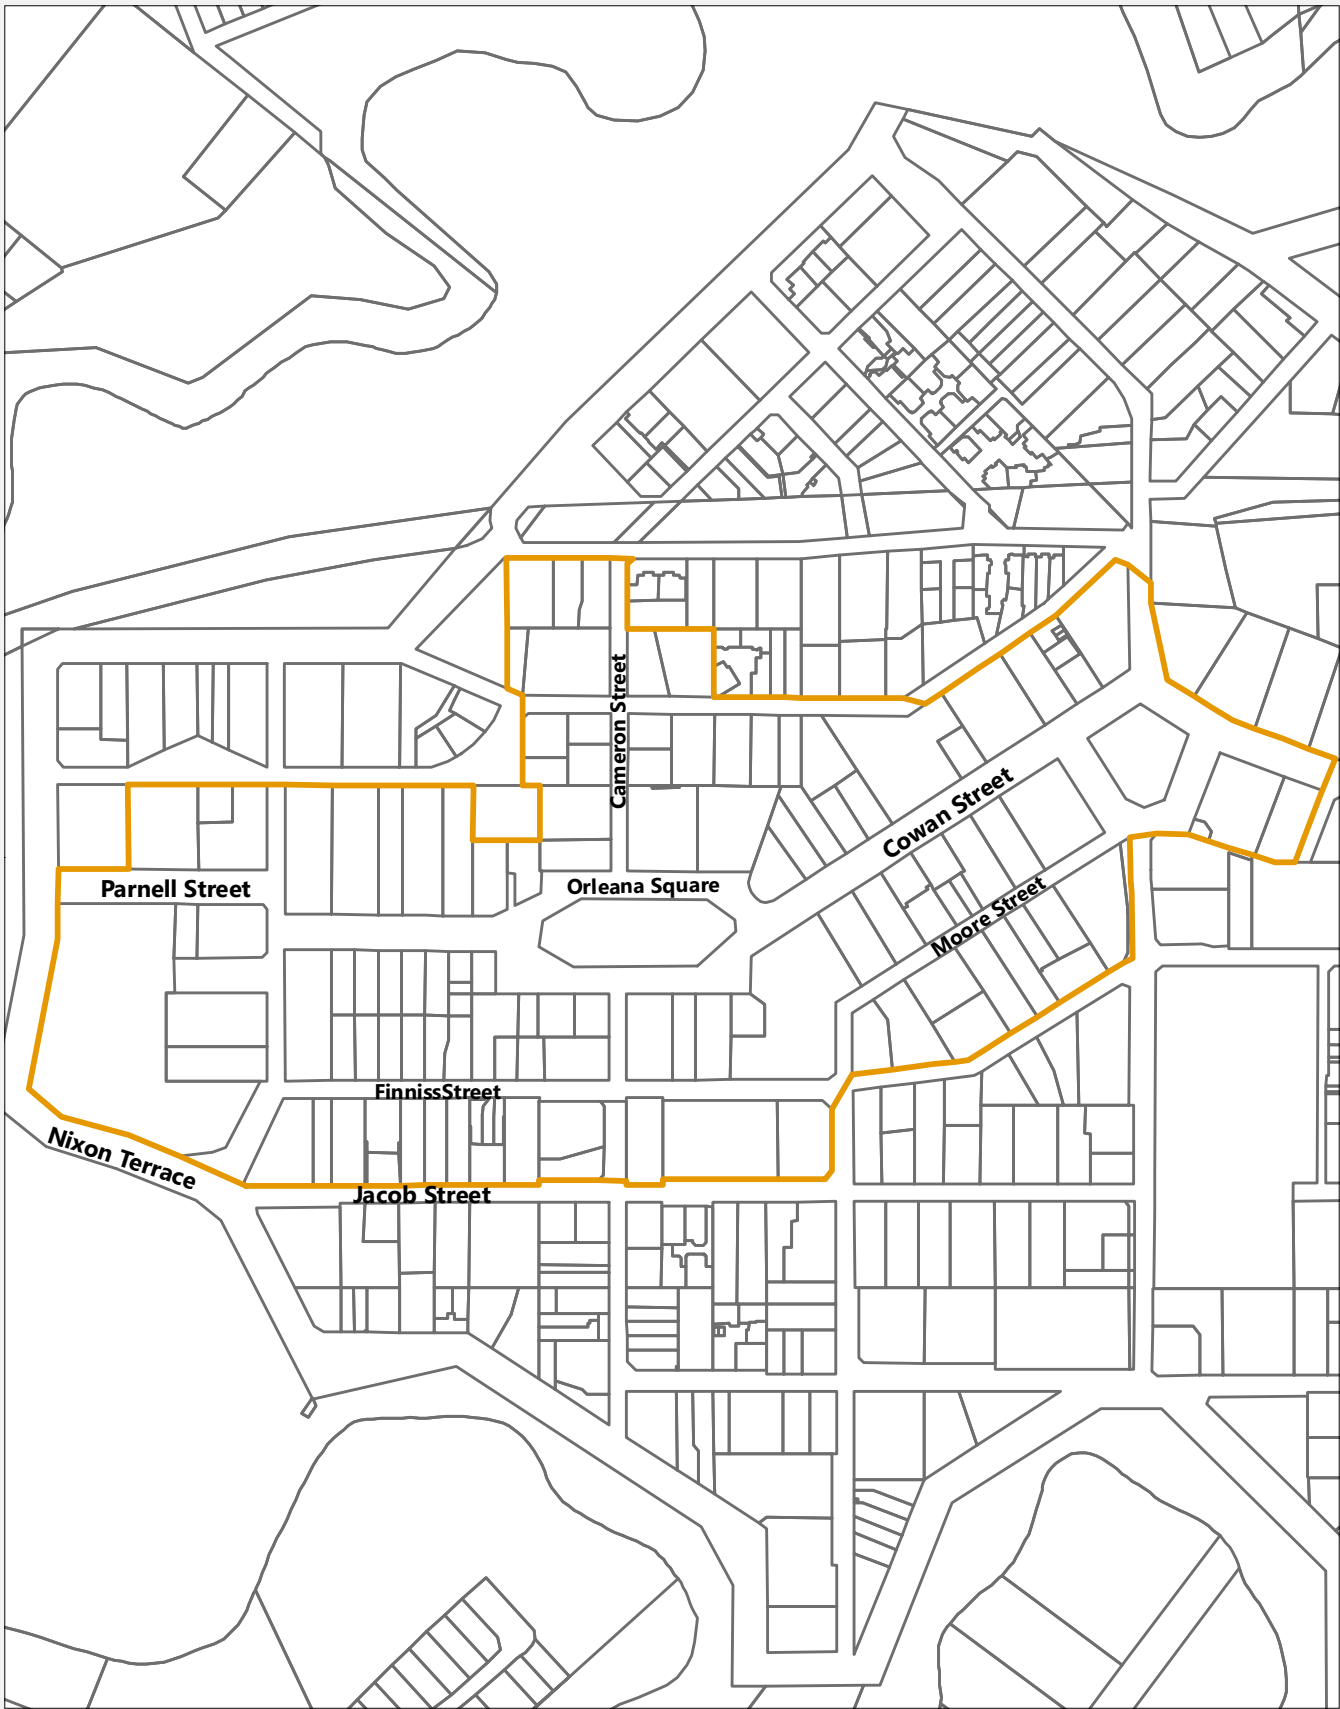 Cameron Street
Cowan Street
Parnell Street
Orleana Square
Moore Street
FinnissStreet
Nixon Terrace
Jacob Street